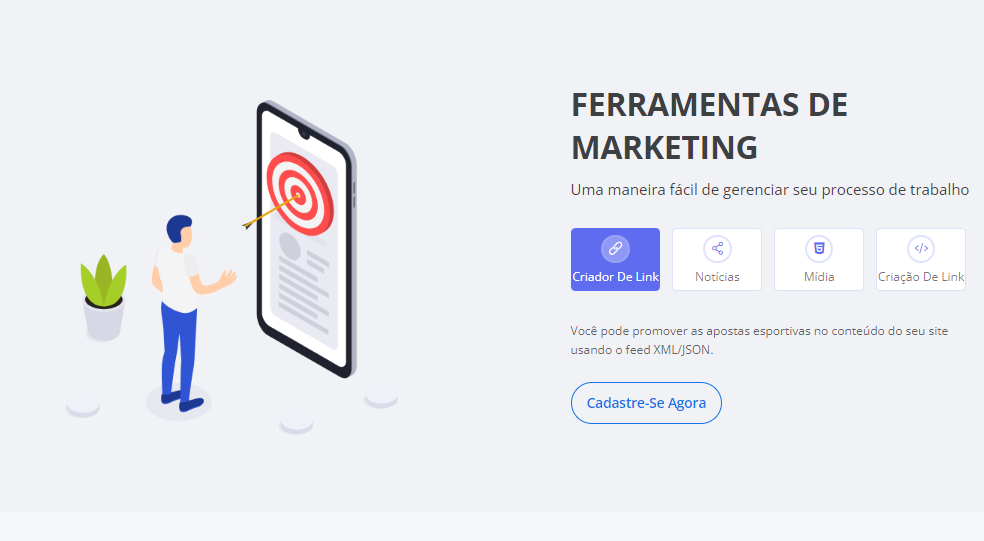 FERRAMENTAS DE
MARKETING
Uma maneira fácil de gerenciar seu processo de trabalho
Criador De Link
Notícias
Mídia
Criação De Link
Você pode promover as apostas esportivas no conteúdo do seu site
usando o feed XML/JSON.
Cadastre-Se Agora